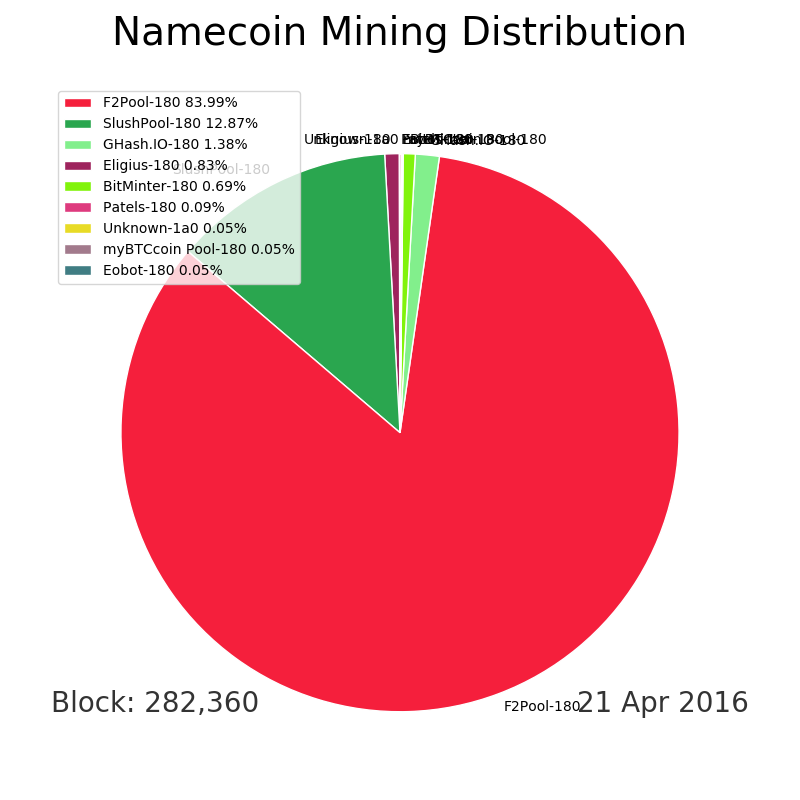 Namecoin Mining Distribution
F2Pool-180 83.99%
SlushPool-180 12.87%
GHash.IO-180 1.38%
Eligius-180 0.83%
BitMinter-180 0.69%
Patels-180 0.09%
Unknown-1a0 0.05%
myBTCcoin Pool-180 0.05%
Eobot-180 0.05%
SlushPool-180
F2Pool-180
Block: 282,360
21 Apr 2016